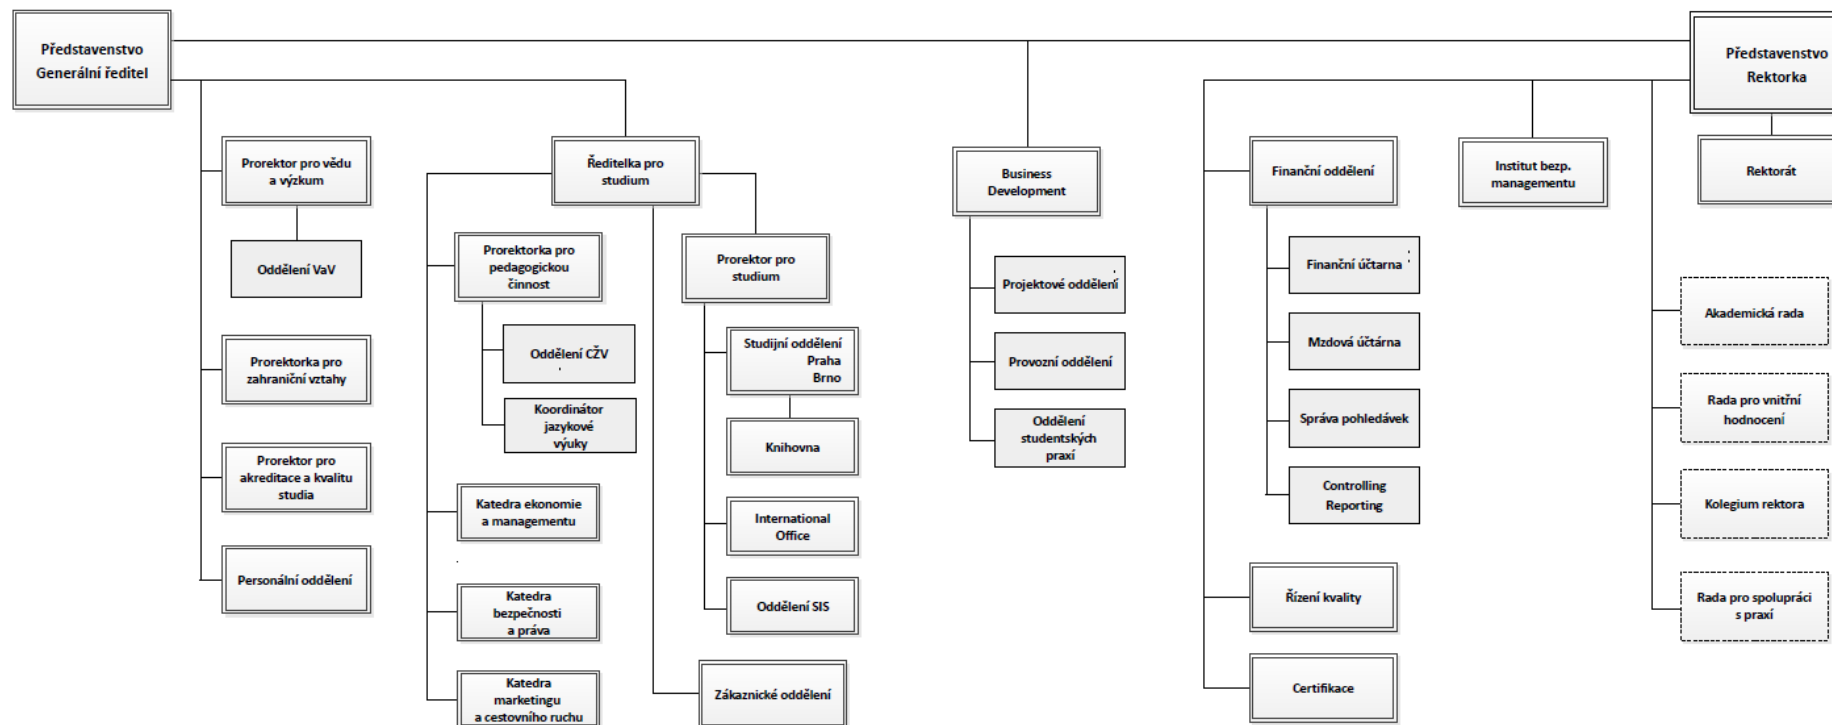 Představenstvo
Generální ředitel
Představenstvo
Rektorka
Prorektor pro vědu
a výzkum
Oddělení VaV
Prorektorka pro
zahraniční vztahy
Prorektor pro
akreditace a kvalitu
studia
Personální oddělení
Ředitelka pro
studium
Prorektorka pro
pedagogickou
činnost
Oddělení CŽV
Koordinátor
jazykové
výuky
Katedra ekonomie
a managementu
Katedra
bezpečnosti
a práva
Katedra
marketingu
a cestovního ruchu
Prorektor pro
studium
Studijní oddělení
Praha
Brno
Knihovna
International
Office
Oddělení SIS
Zákaznické oddělení
Business
Development
Projektové oddělení
Provozní oddělení
Oddělení
studentských
praxí
Finanční oddělení
Finanční účtarna
Mzdová účtárna
Správa pohledávek
Controlling
Reporting
Řízení kvality
Certifikace
Institut bezp.
managementu
Rektorát
Akademická rada
Rada pro vnitřní
hodnocení
Kolegium rektora
Rada pro spolupráci
s praxí